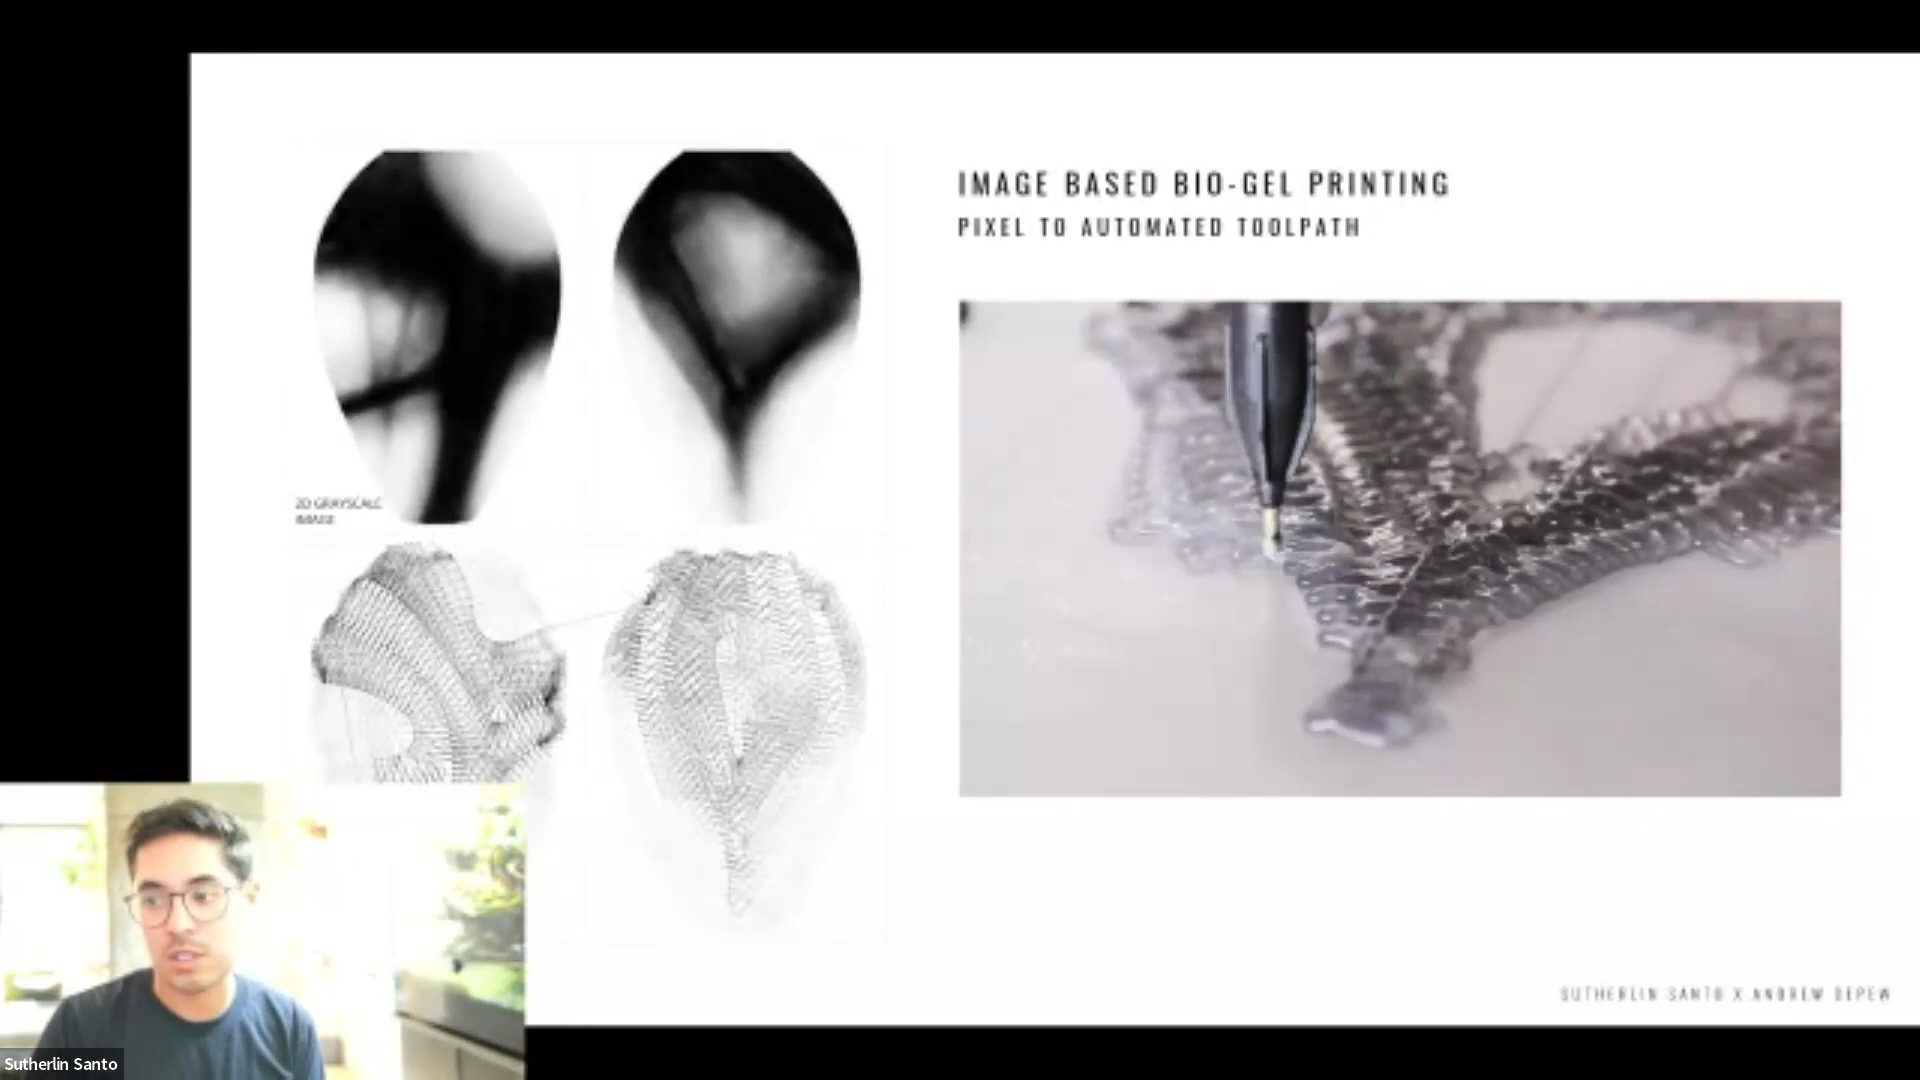 IMAGE BASED BIO-GEL PRINTING
PIXEL TO AUTOMATED TOOLPATH
2D GRAYSCALE
IMAGE
SUTHERLIN SANTO X ANDREW DEPEW
Sutherlin Santo